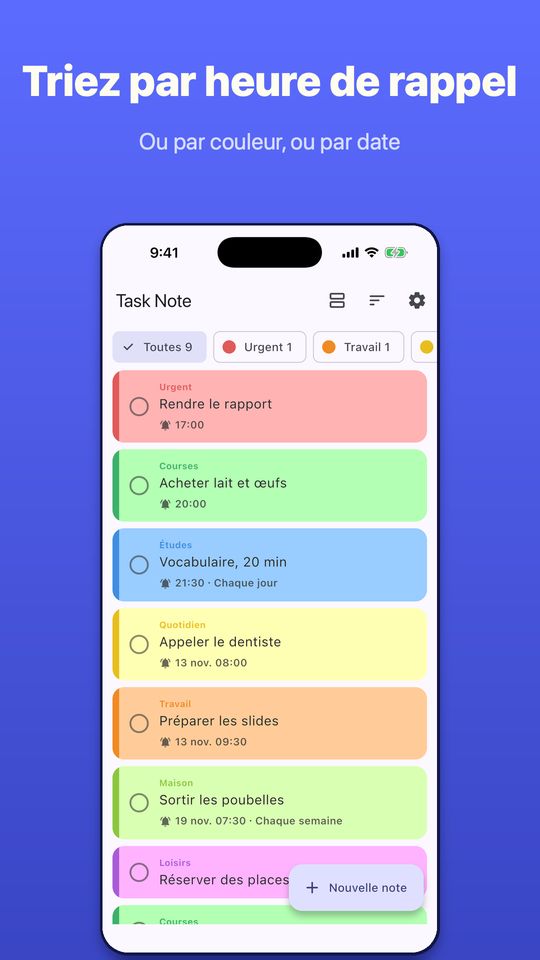 Triez par heure de rappel
Ou par couleur, ou par date
9:41
Task Note
Toutes 9
Urgent 1
Travail 1
Urgent
Rendre le rapport
17:00
Courses
Acheter lait et œufs
20:00
Études
Vocabulaire, 20 min
21:30 · Chaque jour
Quotidien
Appeler le dentiste
13 nov. 08:00
Travail
Préparer les slides
13 nov. 09:30
Maison
Sortir les poubelles
19 nov. 07:30 · Chaque semaine
Loisirs
Réserver des places
Nouvelle note
Courses